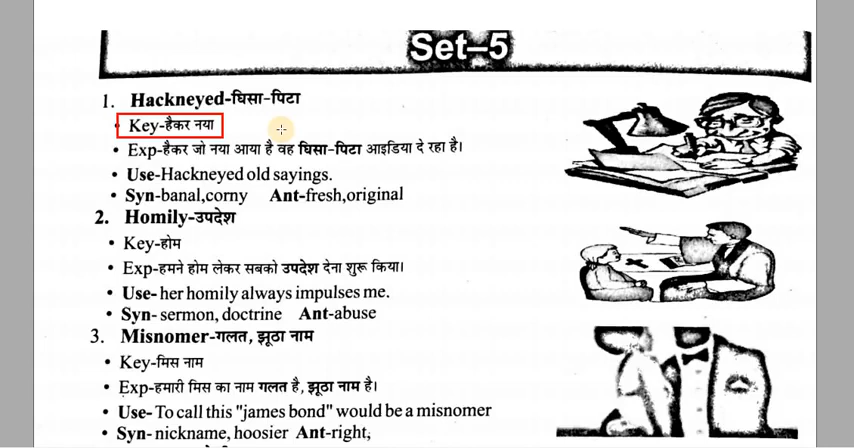 Set–5
1. Hackneyed-घिसा-पिटा
• Key-हैकर नया
• Exp-हैकर जो नया आया है वह घिसा-पिटा आइडिया दे रहा है।
• Use-Hackneyed old sayings.
• Syn-banal,corny Ant-fresh,original
2. Homily-उपदेश
• Key-होम
• Exp-हमने होम लेकर सबको उपदेश देना शुरू किया।
• Use- her homily always impulses me.
• Syn- sermon, doctrine Ant-abuse
3. Misnomer-गलत, झूठा नाम
• Key-मिस नाम
• Exp-हमारी मिस का नाम गलत है, झूठा नाम है।
• Use- To call this "james bond" would be a misnomer
• Syn- nickname, hoosier Ant-right,